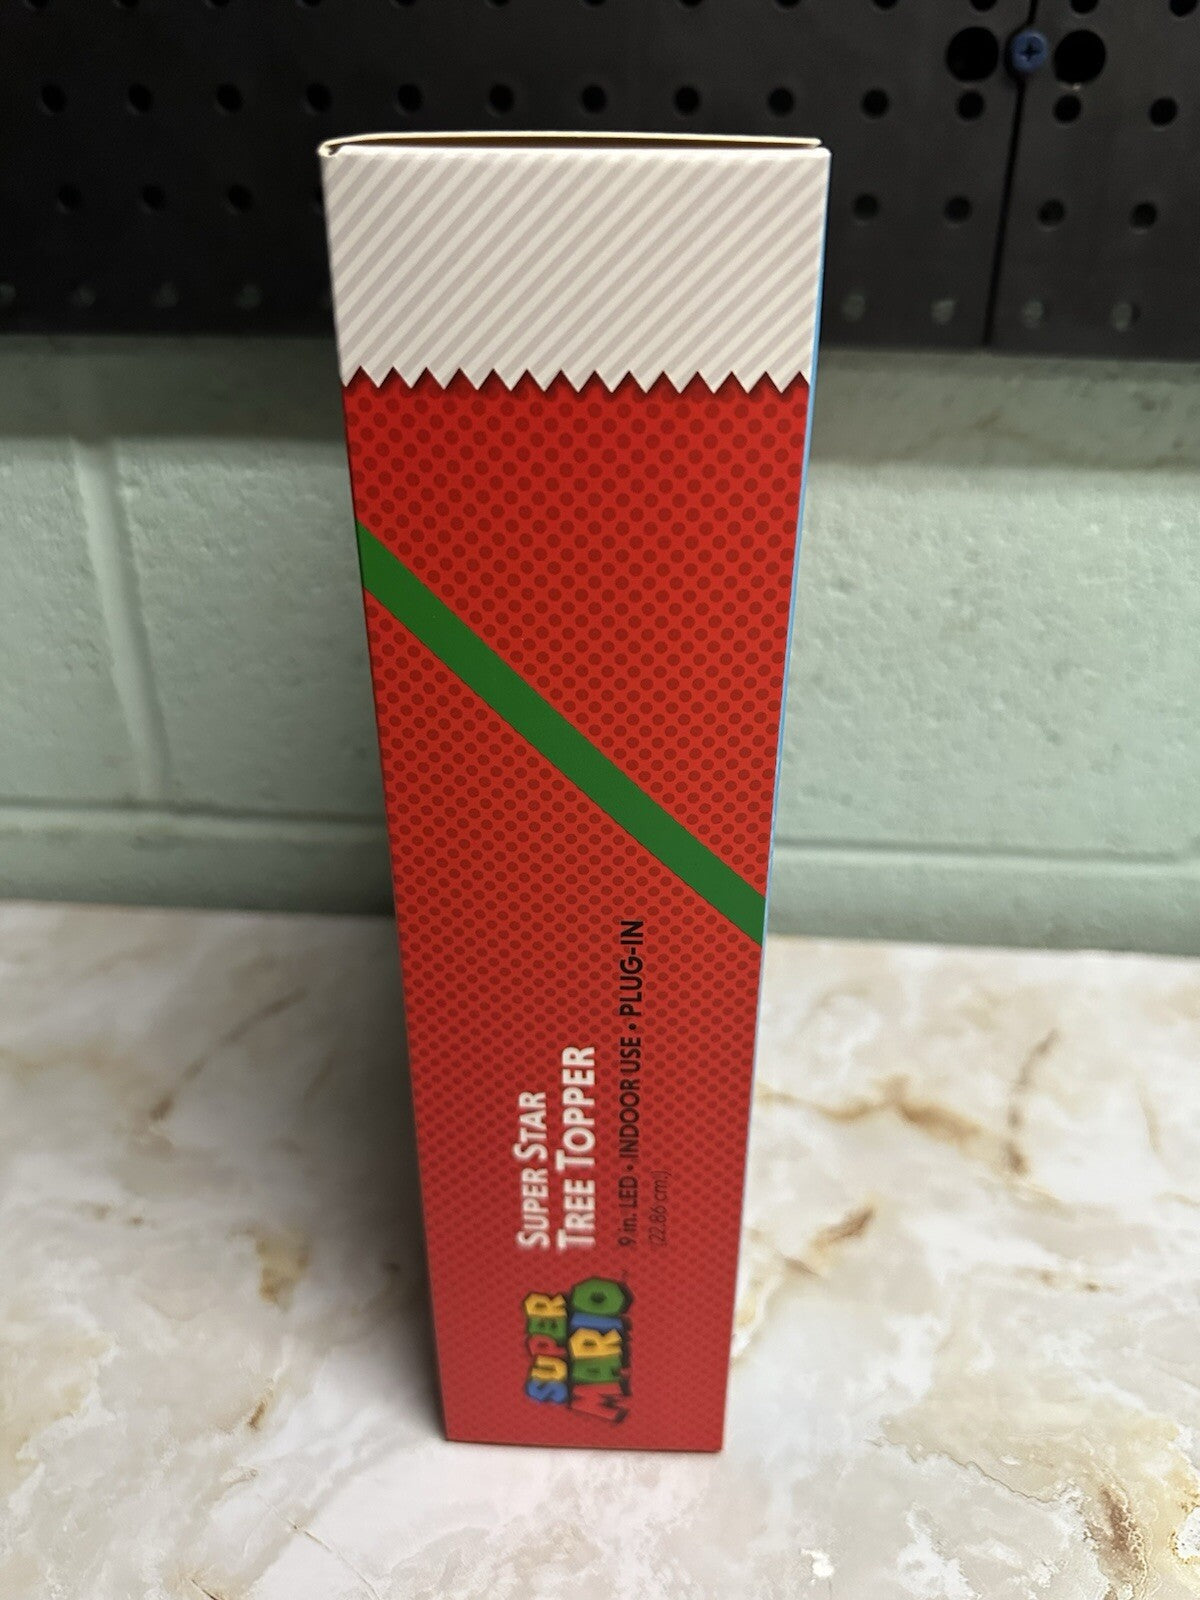 SUPER MARIO
SUPER STAR
TREE TOPPER
9 in. LED • INDOOR USE • PLUG-IN
(22.86 cm.)